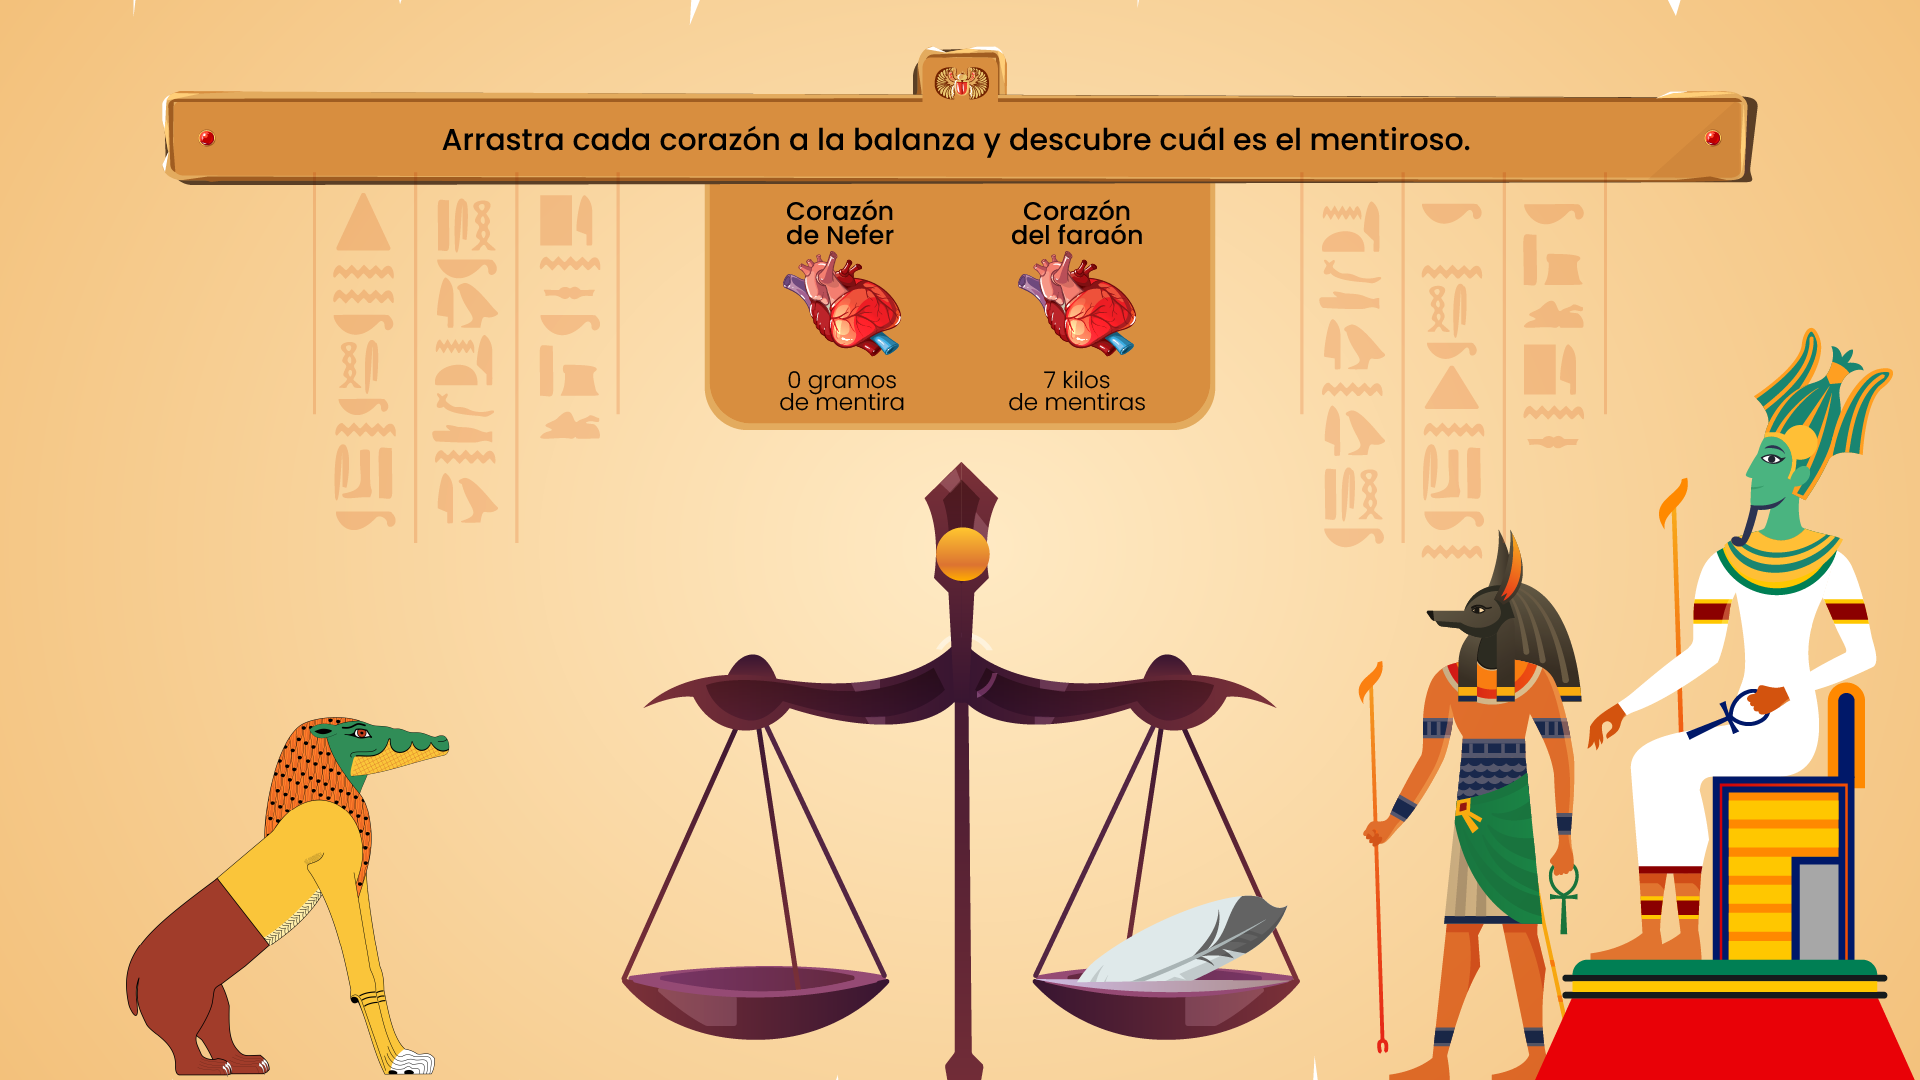 Arrastra cada corazón a la balanza y descubre cuál es el mentiroso.
Corazón
de Nefer
0 gramos
de mentira
Corazón
del faraón
7 kilos
de mentiras